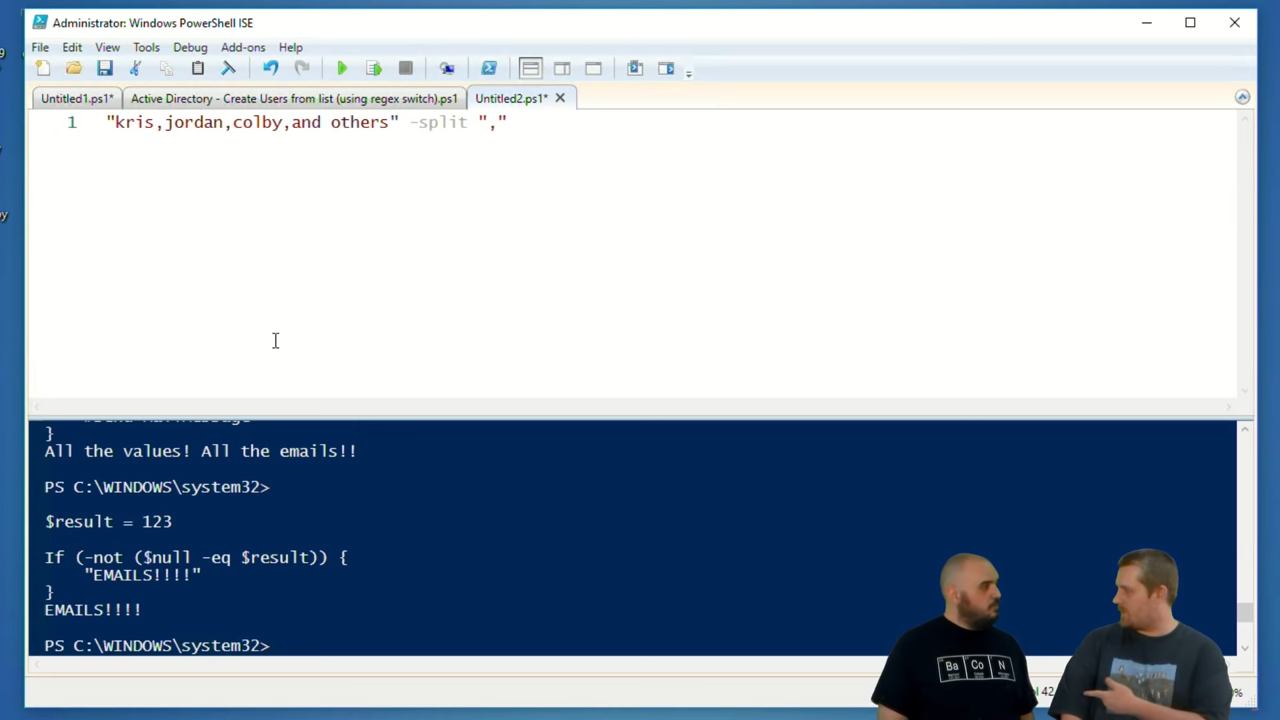 Administrator: Windows PowerShell ISE
File Edit View Tools Debug Add-ons Help
Untitled1.ps1* Active Directory - Create Users from list (using regex switch).ps1 Untitled2.ps1*
1 "kris,jordan,colby,and others" -split ","
}
All the values! All the emails!!
PS C:\WINDOWS\system32>
$result = 123
If (-not ($null -eq $result)) {
"EMAILS!!!!"
}
EMAILS!!!!
PS C:\WINDOWS\system32>
Ba Co N
42